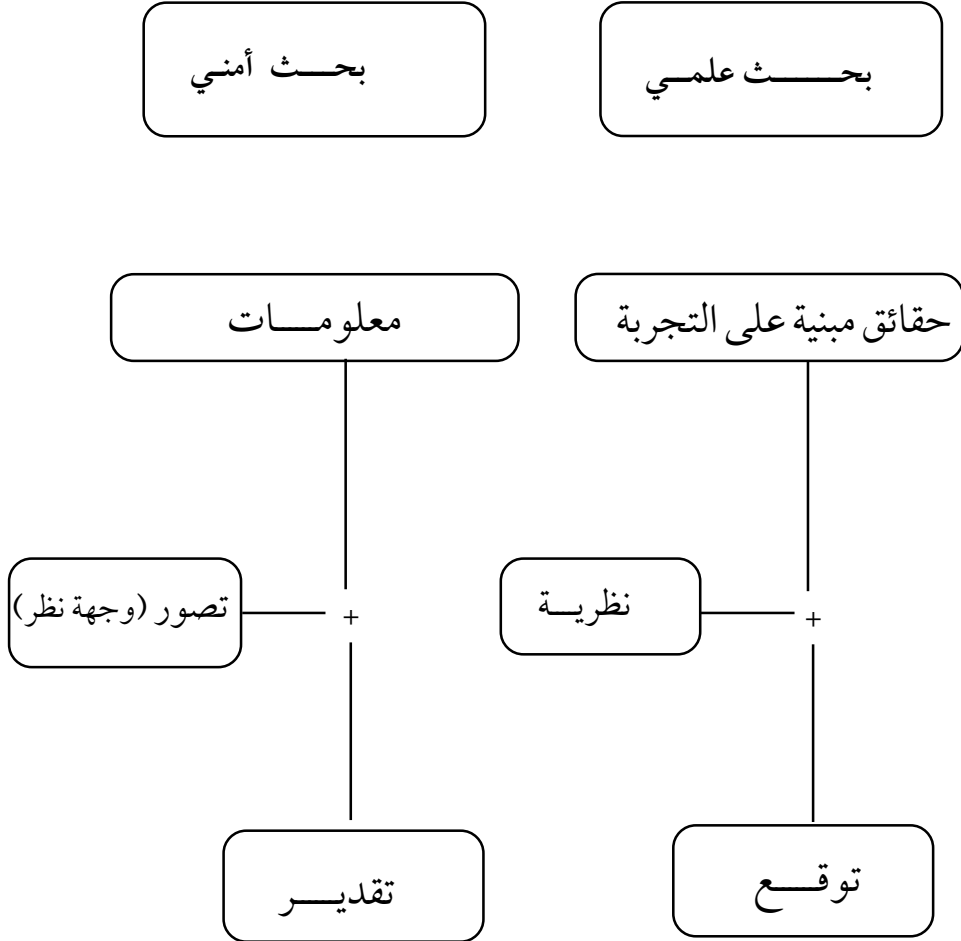 بحث علمي
بحث أمني
حقائق مبنية على التجربة
معلومات
نظرية
+
تصور (وجهة نظر)
+
توقع
تقدير